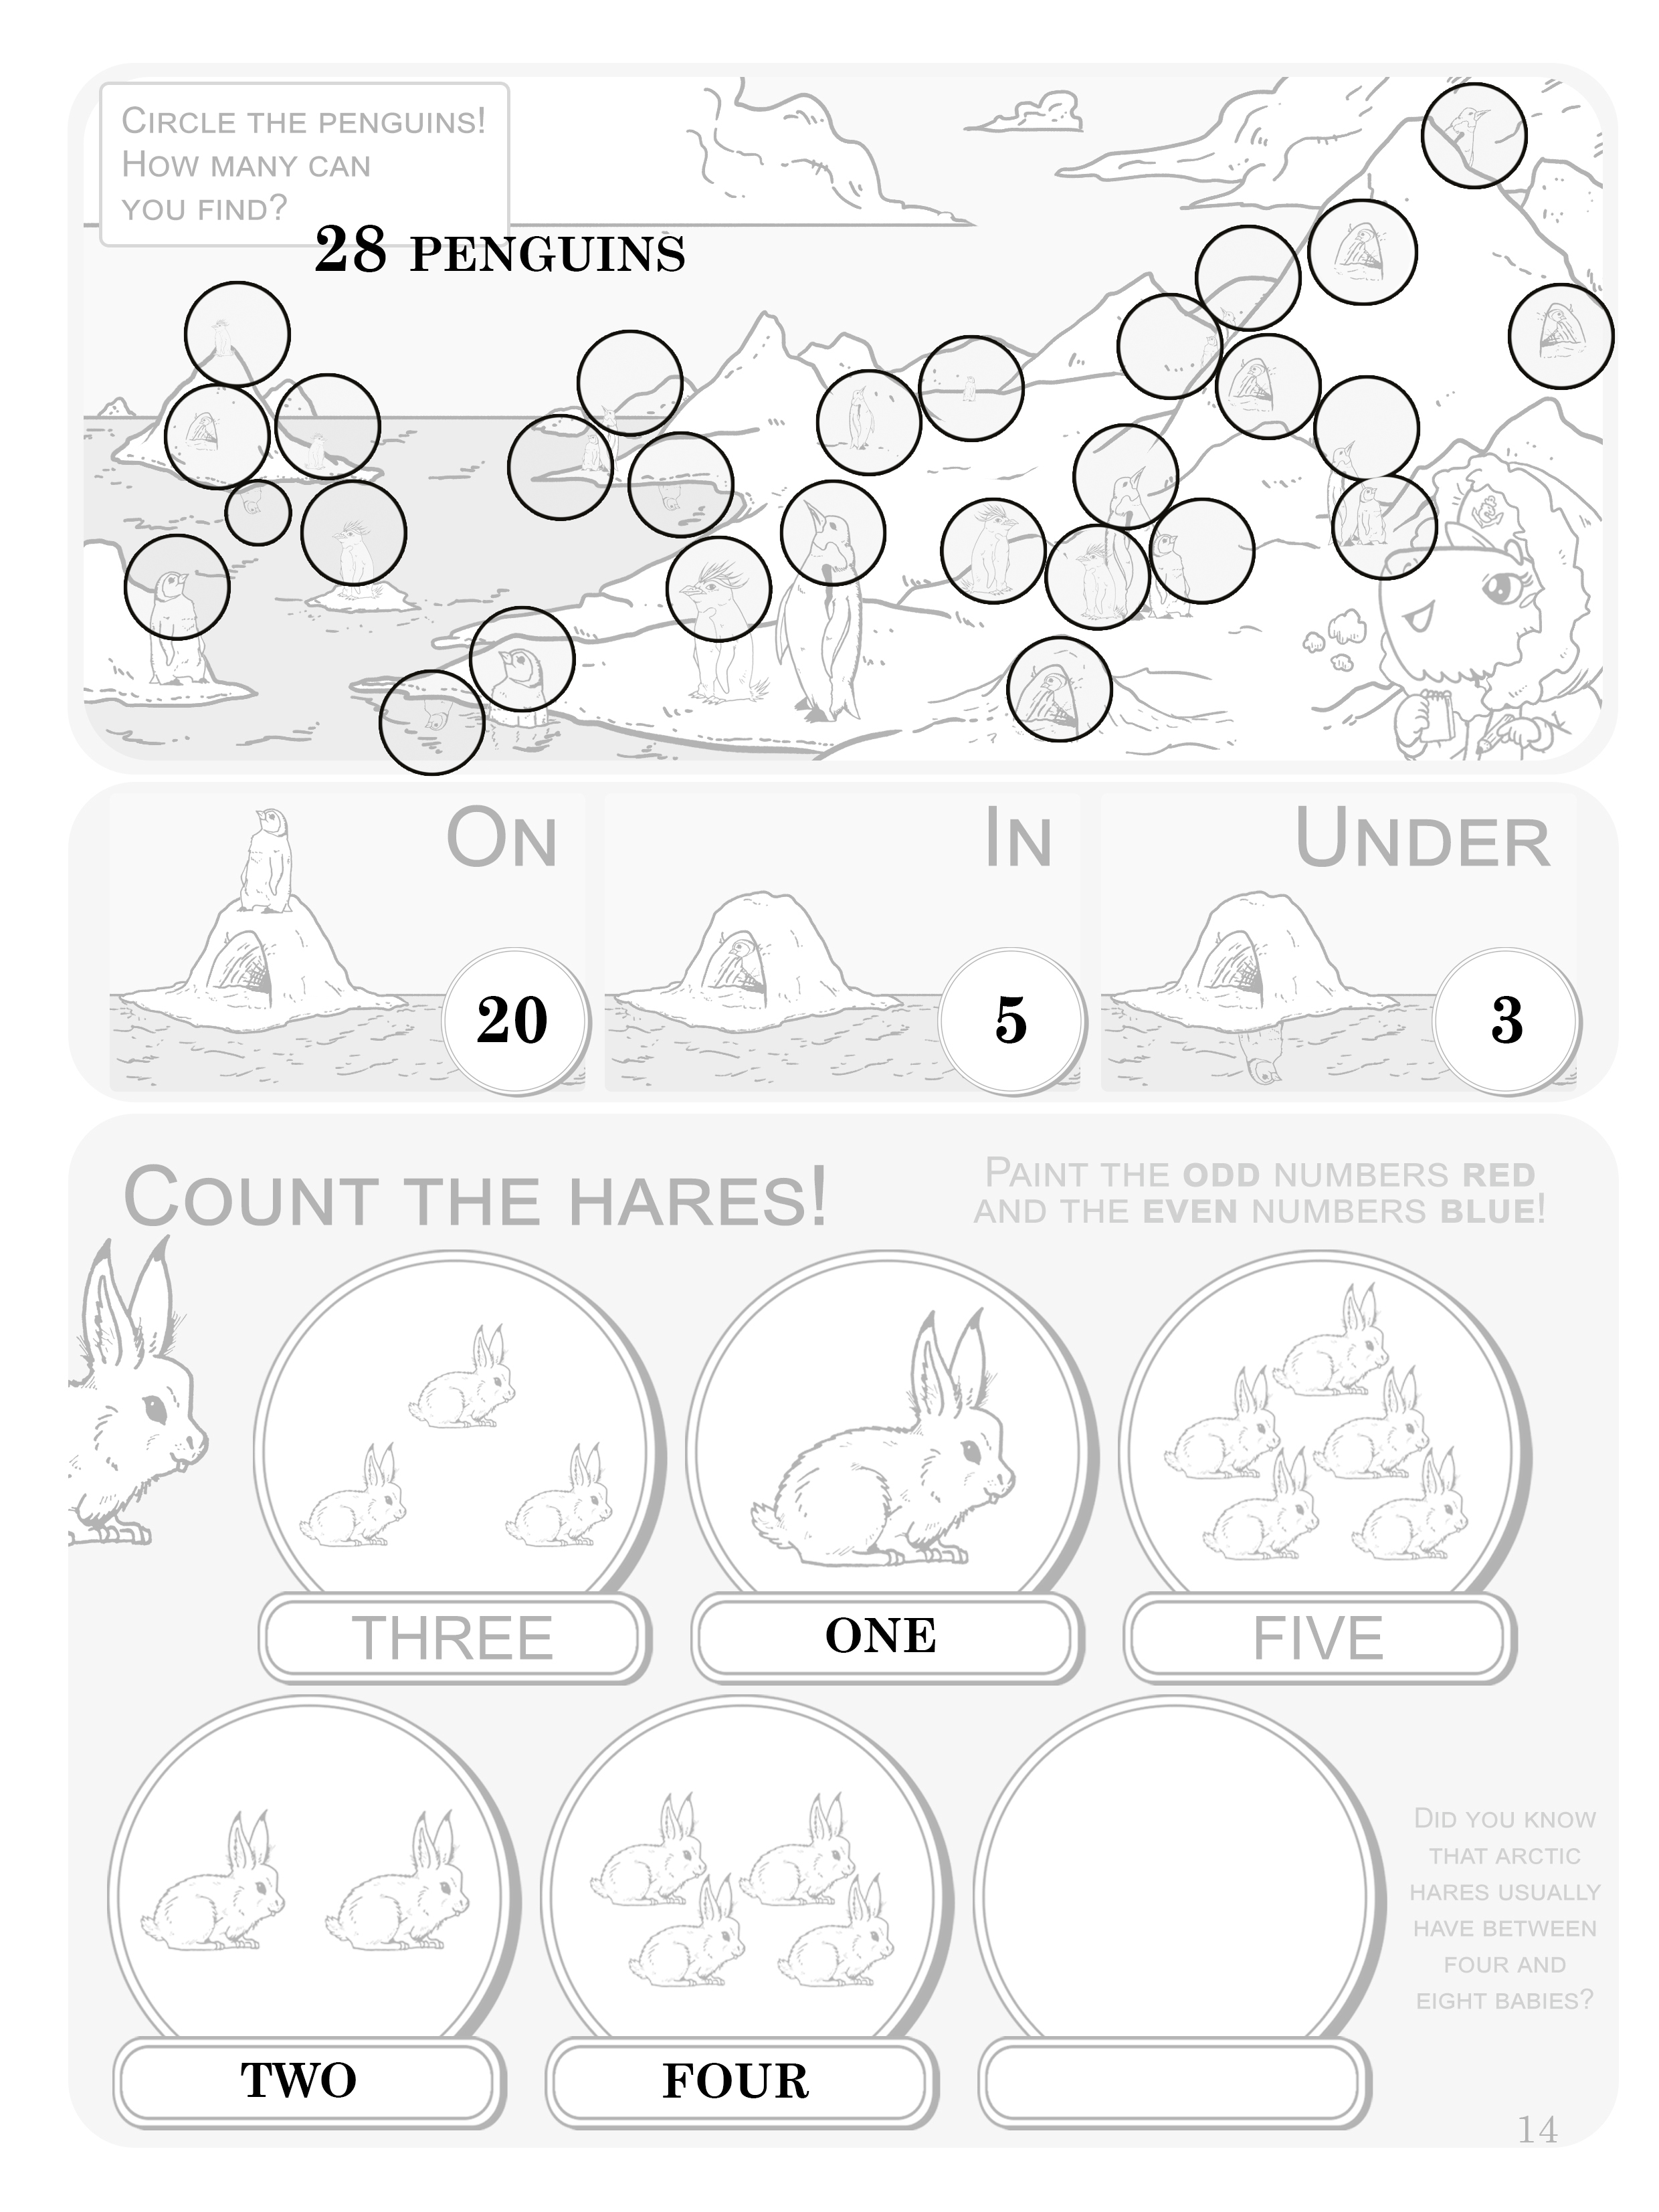 Circle the penguins!
How many can
you find?
28 penguins
On
In
Under
20
5
3
Count the hares!
Paint the odd numbers red
and the even numbers blue!
THREE
ONE
FIVE
TWO
FOUR
Did you know
that arctic
hares usually
have between
four and
eight babies?
14